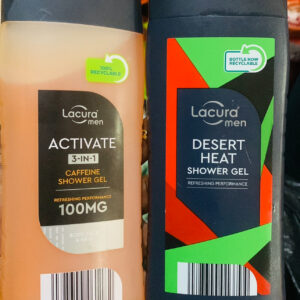 100%
RECYCLABLE
Lacura
men
ACTIVATE
3-IN-1
CAFFEINE
SHOWER GEL
REFRESHING PERFORMANCE
100MG
BOTTLE NOW
RECYCLABLE
Lacura
men
DESERT
HEAT
SHOWER GEL
REFRESHING PERFORMANCE